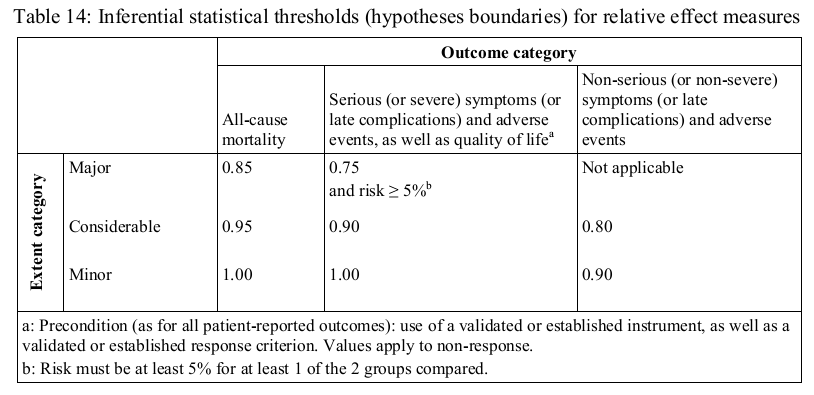 Table 14: Inferential statistical thresholds (hypotheses boundaries) for relative effect measures
Outcome category
All-cause
mortality
Serious (or severe) symptoms (or
late complications) and adverse
events, as well as quality of lifeª
Non-serious (or non-severe)
symptoms (or late
complications) and adverse
events
Extent category
Major
0.85
0.75
and risk ≥ 5%ᵇ
Not applicable
Considerable
0.95
0.90
0.80
Minor
1.00
1.00
0.90
a: Precondition (as for all patient-reported outcomes): use of a validated or established instrument, as well as a
validated or established response criterion. Values apply to non-response.
b: Risk must be at least 5% for at least 1 of the 2 groups compared.